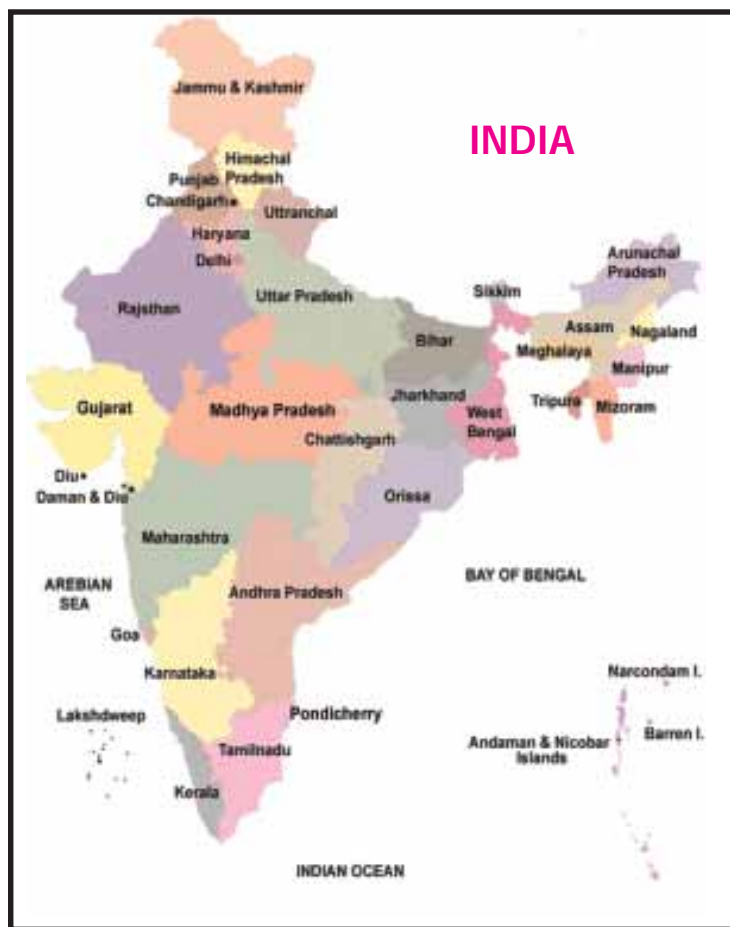 INDIA
Jammu & Kashmir
Himachal
Pradesh
Punjab
Chandigarh
Uttranchal
Haryana
Delhi
Rajsthan
Uttar Pradesh
Arunachal
Pradesh
Sikkim
Assam
Nagaland
Meghalaya
Manipur
Bihar
Tripura
Mizoram
Jharkhand
West
Bengal
Gujarat
Madhya Pradesh
Chattishgarh
Diu
Daman & Diu
Orissa
Maharashtra
AREBIAN
SEA
BAY OF BENGAL
Andhra Pradesh
Goa
Karnataka
Narcondam I.
Lakshdweep
Pondicherry
Barren I.
Andaman & Nicobar
Islands
Tamilnadu
Kerala
INDIAN OCEAN